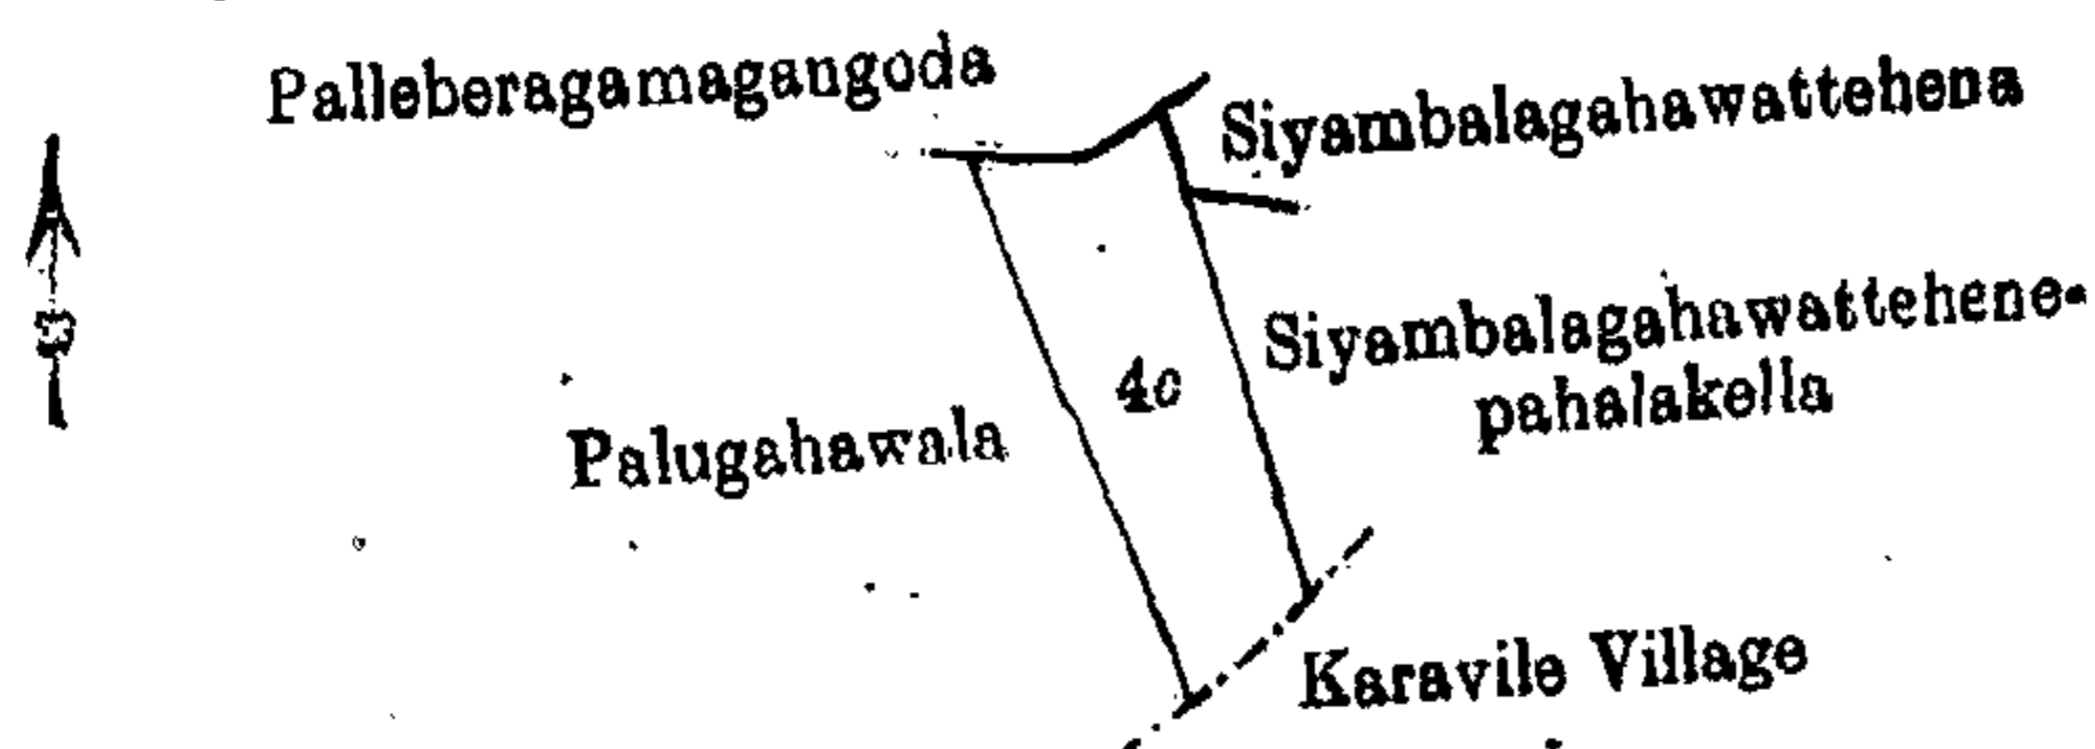 Palleberagamagangoda
Siyambalagahawattehena
Siyambalagahawattehene-
pahalakella
4c
Palugahawala
Karavile Village